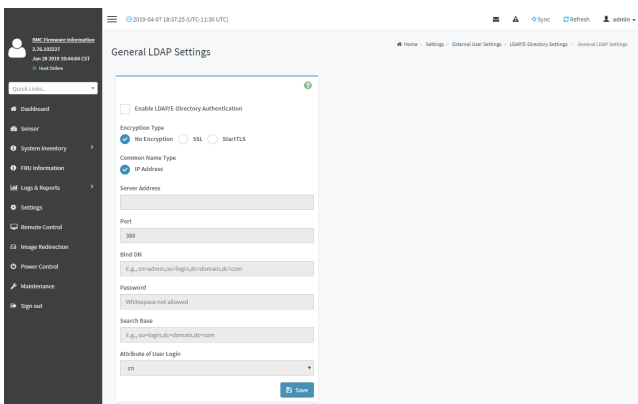 2019-04-07 18:37:25 (UTC-11:30 UTC)
Sync
Refresh
admin
BMC Firmware Information
2.76.103227
Jan 28 2019 10:44:04 CST
Host Online
Quick Links...
Dashboard
Sensor
System Inventory
FRU Information
Logs & Reports
Settings
Remote Control
Image Redirection
Power Control
Maintenance
Sign out
General LDAP Settings
Home > Settings > External User Settings > LDAP/E-Directory Settings > General LDAP Settings
Enable LDAP/E-Directory Authentication
Encryption Type
No Encryption SSL StartTLS
Common Name Type
IP Address
Server Address
Port
389
Bind DN
E.g., cn=admin,ou=login,dc=domain,dc=com
Password
Whitespace not allowed
Search Base
E.g., ou=login,dc=domain,dc=com
Attribute of User Login
cn
Save